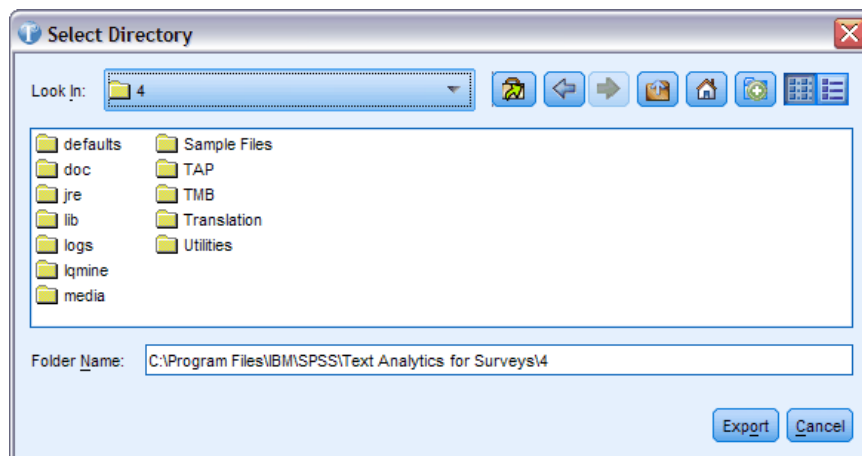 Select Directory
Look In: 4
defaults Sample Files
doc TAP
jre TMB
lib Translation
logs Utilities
lqmine
media
Folder Name: C:\Program Files\IBM\SPSS\Text Analytics for Surveys\4
Export Cancel